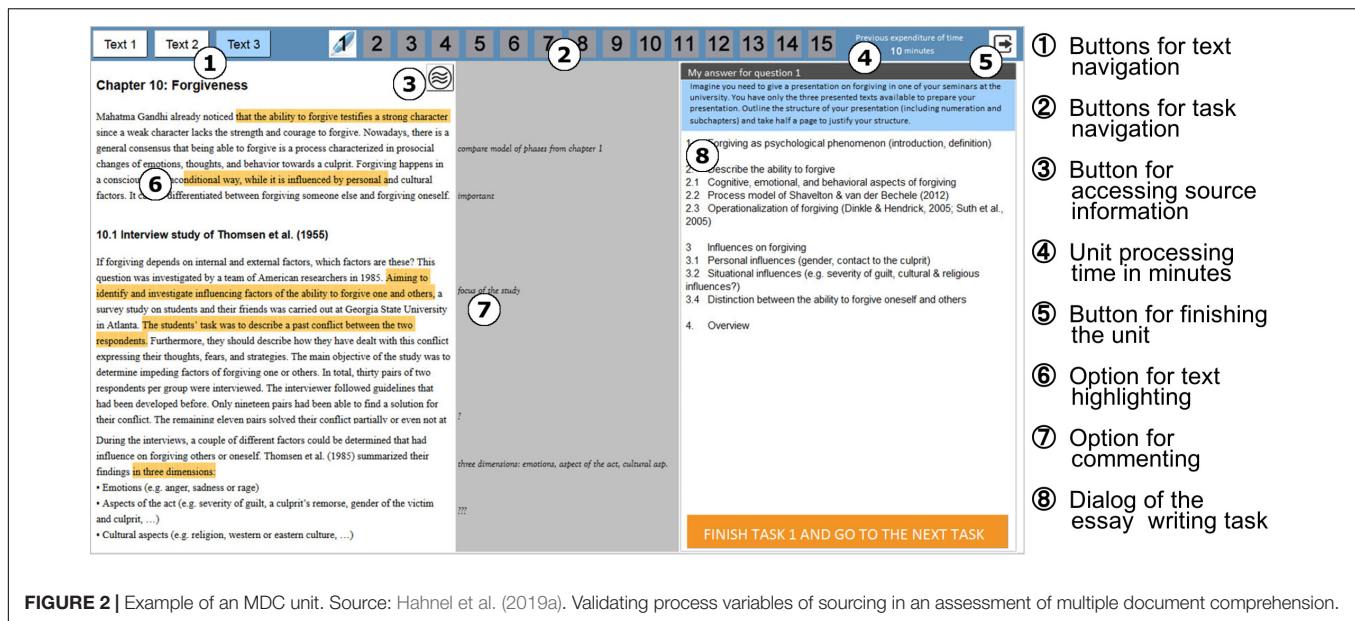 Text 1
Text 2
Text 3
1
2
3
4
5
6
7
8
9
10
11
12
13
14
15
Previous expenditure of time
10 minutes
1
2
3
4
5
Chapter 10: Forgiveness
Mahatma Gandhi already noticed that the ability to forgive testifies a strong character
since a weak character lacks the strength and courage to forgive. Nowadays, there is a
general consensus that being able to forgive is a process characterized in prosocial
changes of emotions, thoughts, and behavior towards a culprit. Forgiving happens in
a conscious nconditional way, while it is influenced by personal and cultural
factors. It c differentiated between forgiving someone else and forgiving oneself.
6
10.1 Interview study of Thomsen et al. (1955)
If forgiving depends on internal and external factors, which factors are these? This
question was investigated by a team of American researchers in 1985. Aiming to
identify and investigate influencing factors of the ability to forgive one and others, a
survey study on students and their friends was carried out at Georgia State University
in Atlanta. The students' task was to describe a past conflict between the two
respondents. Furthermore, they should describe how they have dealt with this conflict
expressing their thoughts, fears, and strategies. The main objective of the study was to
determine impeding factors of forgiving one or others. In total, thirty pairs of two
respondents per group were interviewed. The interviewer followed guidelines that
had been developed before. Only nineteen pairs had been able to find a solution for
their conflict. The remaining eleven pairs solved their conflict partially or even not at
During the interviews, a couple of different factors could be determined that had
influence on forgiving others or oneself. Thomsen et al. (1985) summarized their
findings in three dimensions:
• Emotions (e.g. anger, sadness or rage)
• Aspects of the act (e.g. severity of guilt, a culprit's remorse, gender of the victim
and culprit, …)
• Cultural aspects (e.g. religion, western or eastern culture, …)
compare model of phases from chapter 1
important
focus of the study
7
?
three dimensions: emotions, aspect of the act, cultural asp.
???
My answer for question 1
Imagine you need to give a presentation on forgiving in one of your seminars at the
university. You have only the three presented texts available to prepare your
presentation. Outline the structure of your presentation (including numeration and
subchapters) and take half a page to justify your structure.
1 Forgiving as psychological phenomenon (introduction, definition)
8
2. Describe the ability to forgive
2.1 Cognitive, emotional, and behavioral aspects of forgiving
2.2 Process model of Shavelton & van der Bechele (2012)
2.3 Operationalization of forgiving (Dinkle & Hendrick, 2005; Suth et al.,
2005)
3 Influences on forgiving
3.1 Personal influences (gender, contact to the culprit)
3.2 Situational influences (e.g. severity of guilt, cultural & religious
influences?)
3.4 Distinction between the ability to forgive oneself and others
4. Overview
FINISH TASK 1 AND GO TO THE NEXT TASK
① Buttons for text
navigation
② Buttons for task
navigation
③ Button for
accessing source
information
④ Unit processing
time in minutes
⑤ Button for finishing
the unit
⑥ Option for text
highlighting
⑦ Option for
commenting
⑧ Dialog of the
essay writing task
FIGURE 2 | Example of an MDC unit. Source: Hahnel et al. (2019a). Validating process variables of sourcing in an assessment of multiple document comprehension.